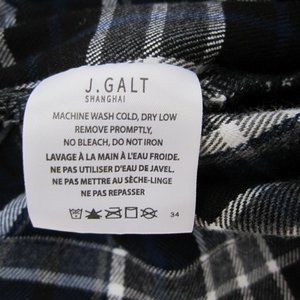 J.GALT
SHANGHAI
MACHINE WASH COLD, DRY LOW
REMOVE PROMPTLY,
NO BLEACH, DO NOT IRON
LAVAGE À LA MAIN À L'EAU FROIDE.
NE PAS UTILISER D'EAU DE JAVEL.
NE PAS METTRE AU SÈCHE-LINGE
NE PAS REPASSER
34